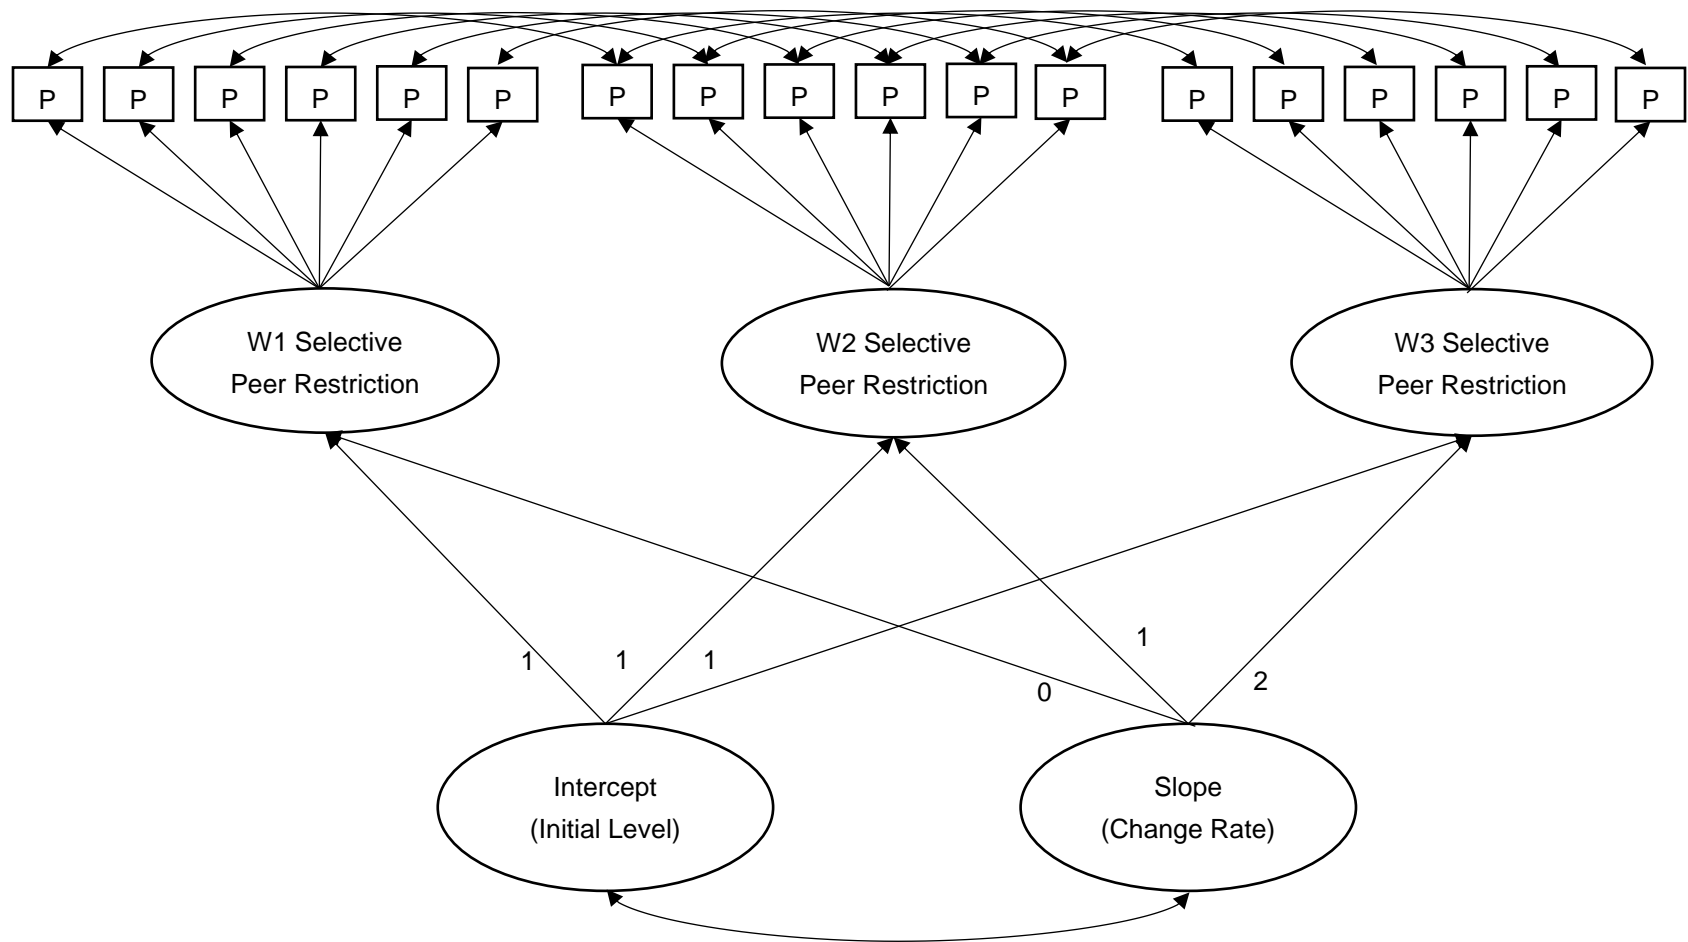 P P P P P P P P P P P P P P P P P P
W1 Selective
Peer Restriction
W2 Selective
Peer Restriction
W3 Selective
Peer Restriction
1
1
1
0
1
2
Intercept
(Initial Level)
Slope
(Change Rate)